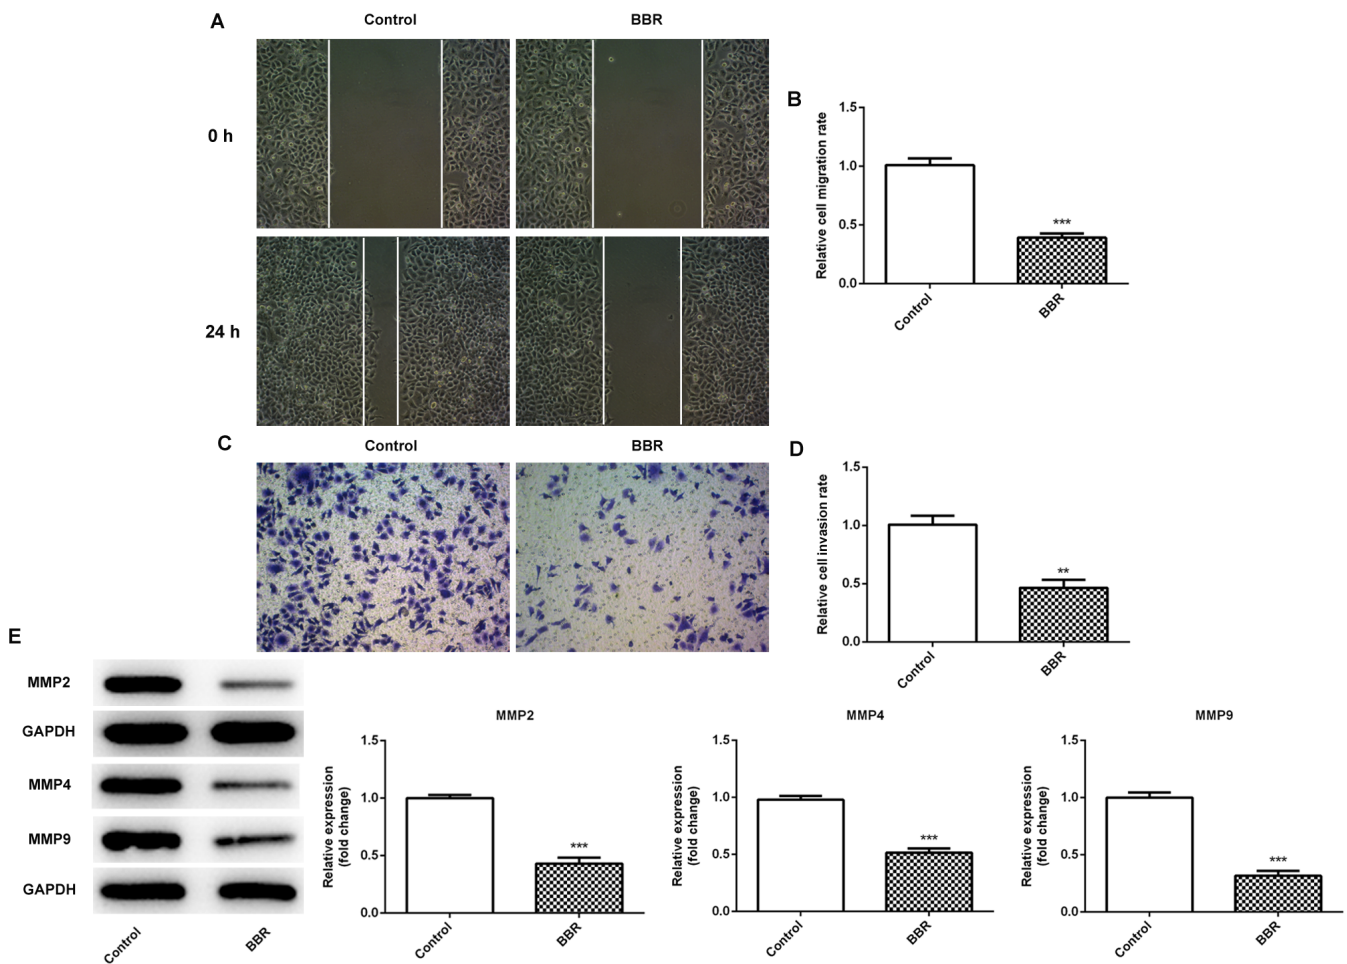 A
Control
BBR
0 h
24 h
B
Relative cell migration rate
1.5
1.0
0.5
0.0
***
Control
BBR
C
Control
BBR
D
Relative cell invasion rate
1.5
1.0
0.5
0.0
**
Control
BBR
E
MMP2
GAPDH
MMP4
MMP9
GAPDH
Control
BBR
MMP2
Relative expression
(fold change)
1.5
1.0
0.5
0.0
***
Control
BBR
MMP4
Relative expression
(fold change)
1.5
1.0
0.5
0.0
***
Control
BBR
MMP9
Relative expression
(fold change)
1.5
1.0
0.5
0.0
***
Control
BBR